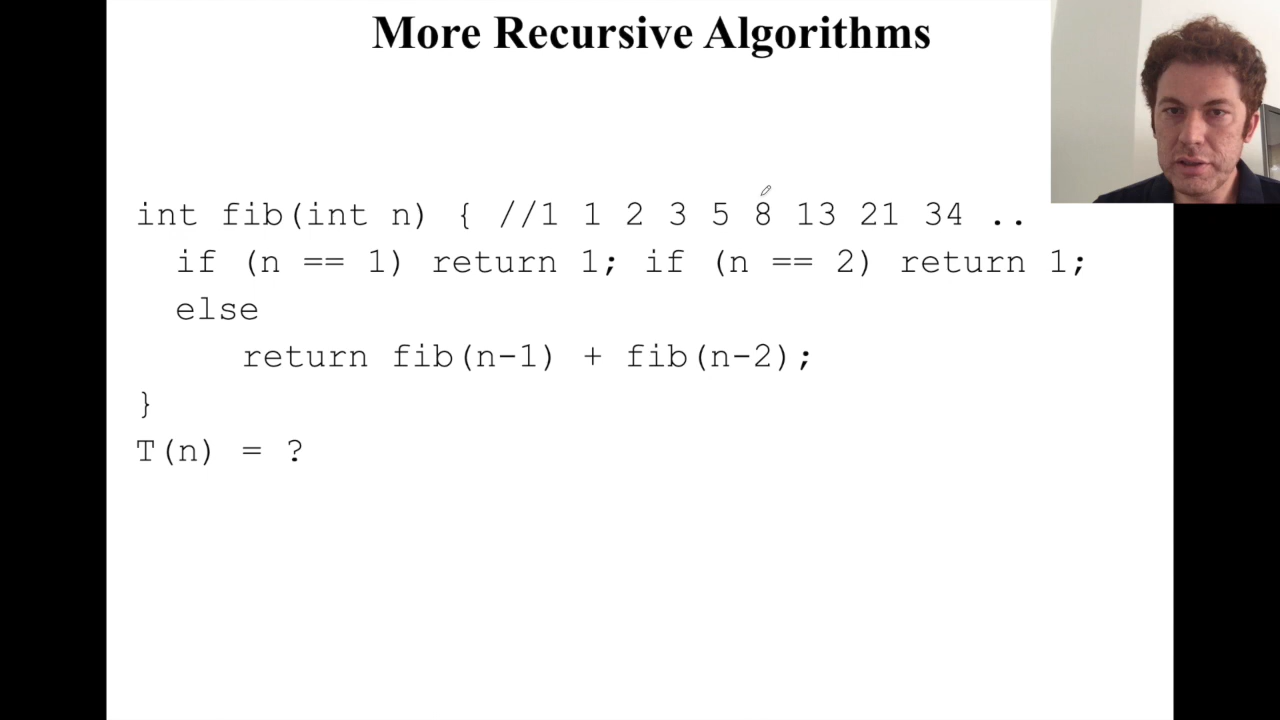 More Recursive Algorithms
int fib(int n) { //1 1 2 3 5 8 13 21 34 ..
if (n == 1) return 1; if (n == 2) return 1;
else
return fib(n-1) + fib(n-2);
}
T(n) = ?